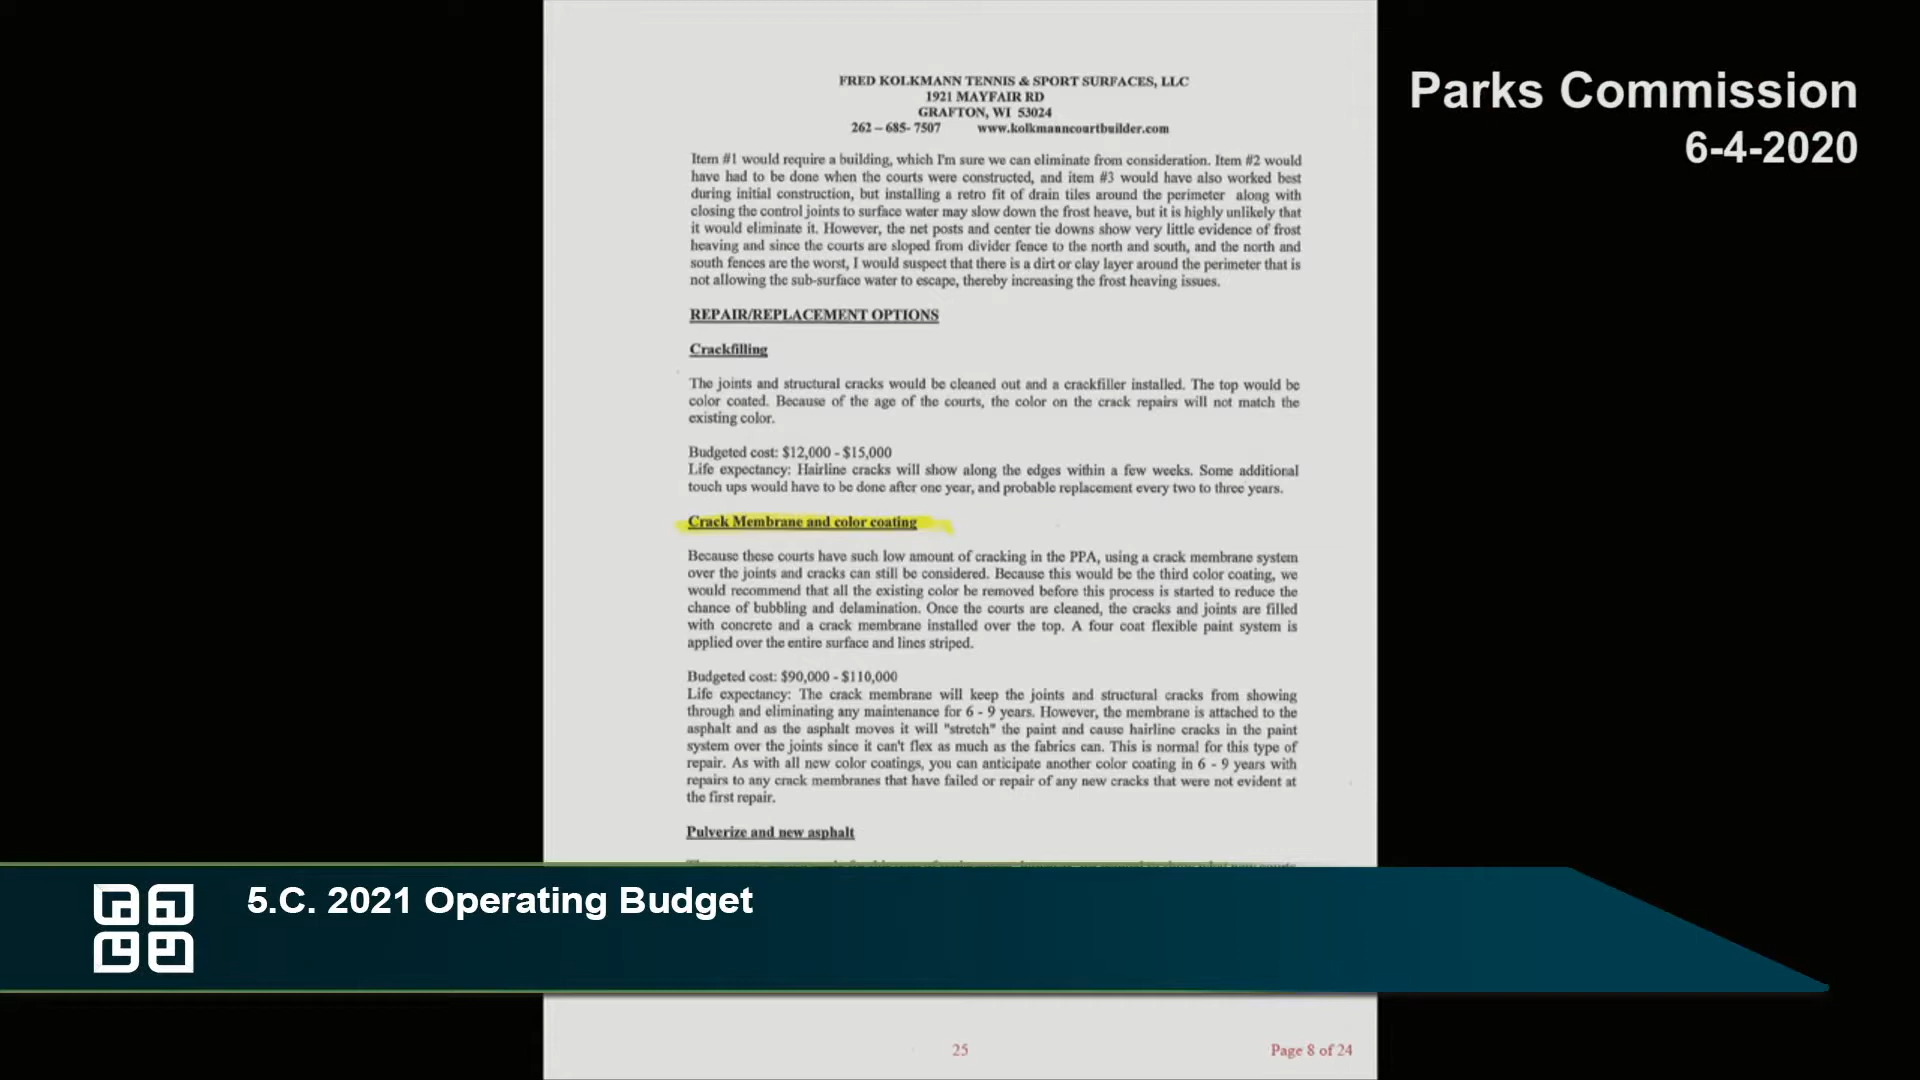 FRED KOLKMANN TENNIS & SPORT SURFACES, LLC
1921 MAYFAIR RD
GRAFTON, WI 53024
262 – 685- 7507 www.kolkmanncourtbuilder.com
Parks Commission
6-4-2020
Item #1 would require a building, which I'm sure we can eliminate from consideration. Item #2 would
have had to be done when the courts were constructed, and item #3 would have also worked best
during initial construction, but installing a retro fit of drain tiles around the perimeter along with
closing the control joints to surface water may slow down the frost heave, but it is highly unlikely that
it would eliminate it. However, the net posts and center tie downs show very little evidence of frost
heaving and since the courts are sloped from divider fence to the north and south, and the north and
south fences are the worst, I would suspect that there is a dirt or clay layer around the perimeter that is
not allowing the sub-surface water to escape, thereby increasing the frost heaving issues.
REPAIR/REPLACEMENT OPTIONS
Crackfilling
The joints and structural cracks would be cleaned out and a crackfiller installed. The top would be
color coated. Because of the age of the courts, the color on the crack repairs will not match the
existing color.
Budgeted cost: $12,000 - $15,000
Life expectancy: Hairline cracks will show along the edges within a few weeks. Some additional
touch ups would have to be done after one year, and probable replacement every two to three years.
Crack Membrane and color coating
Because these courts have such low amount of cracking in the PPA, using a crack membrane system
over the joints and cracks can still be considered. Because this would be the third color coating, we
would recommend that all the existing color be removed before this process is started to reduce the
chance of bubbling and delamination. Once the courts are cleaned, the cracks and joints are filled
with concrete and a crack membrane installed over the top. A four coat flexible paint system is
applied over the entire surface and lines striped.
Budgeted cost: $90,000 - $110,000
Life expectancy: The crack membrane will keep the joints and structural cracks from showing
through and eliminating any maintenance for 6 - 9 years. However, the membrane is attached to the
asphalt and as the asphalt moves it will "stretch" the paint and cause hairline cracks in the paint
system over the joints since it can't flex as much as the fabrics can. This is normal for this type of
repair. As with all new color coatings, you can anticipate another color coating in 6 - 9 years with
repairs to any crack membranes that have failed or repair of any new cracks that were not evident at
the first repair.
Pulverize and new asphalt
5.C. 2021 Operating Budget
25
Page 8 of 24